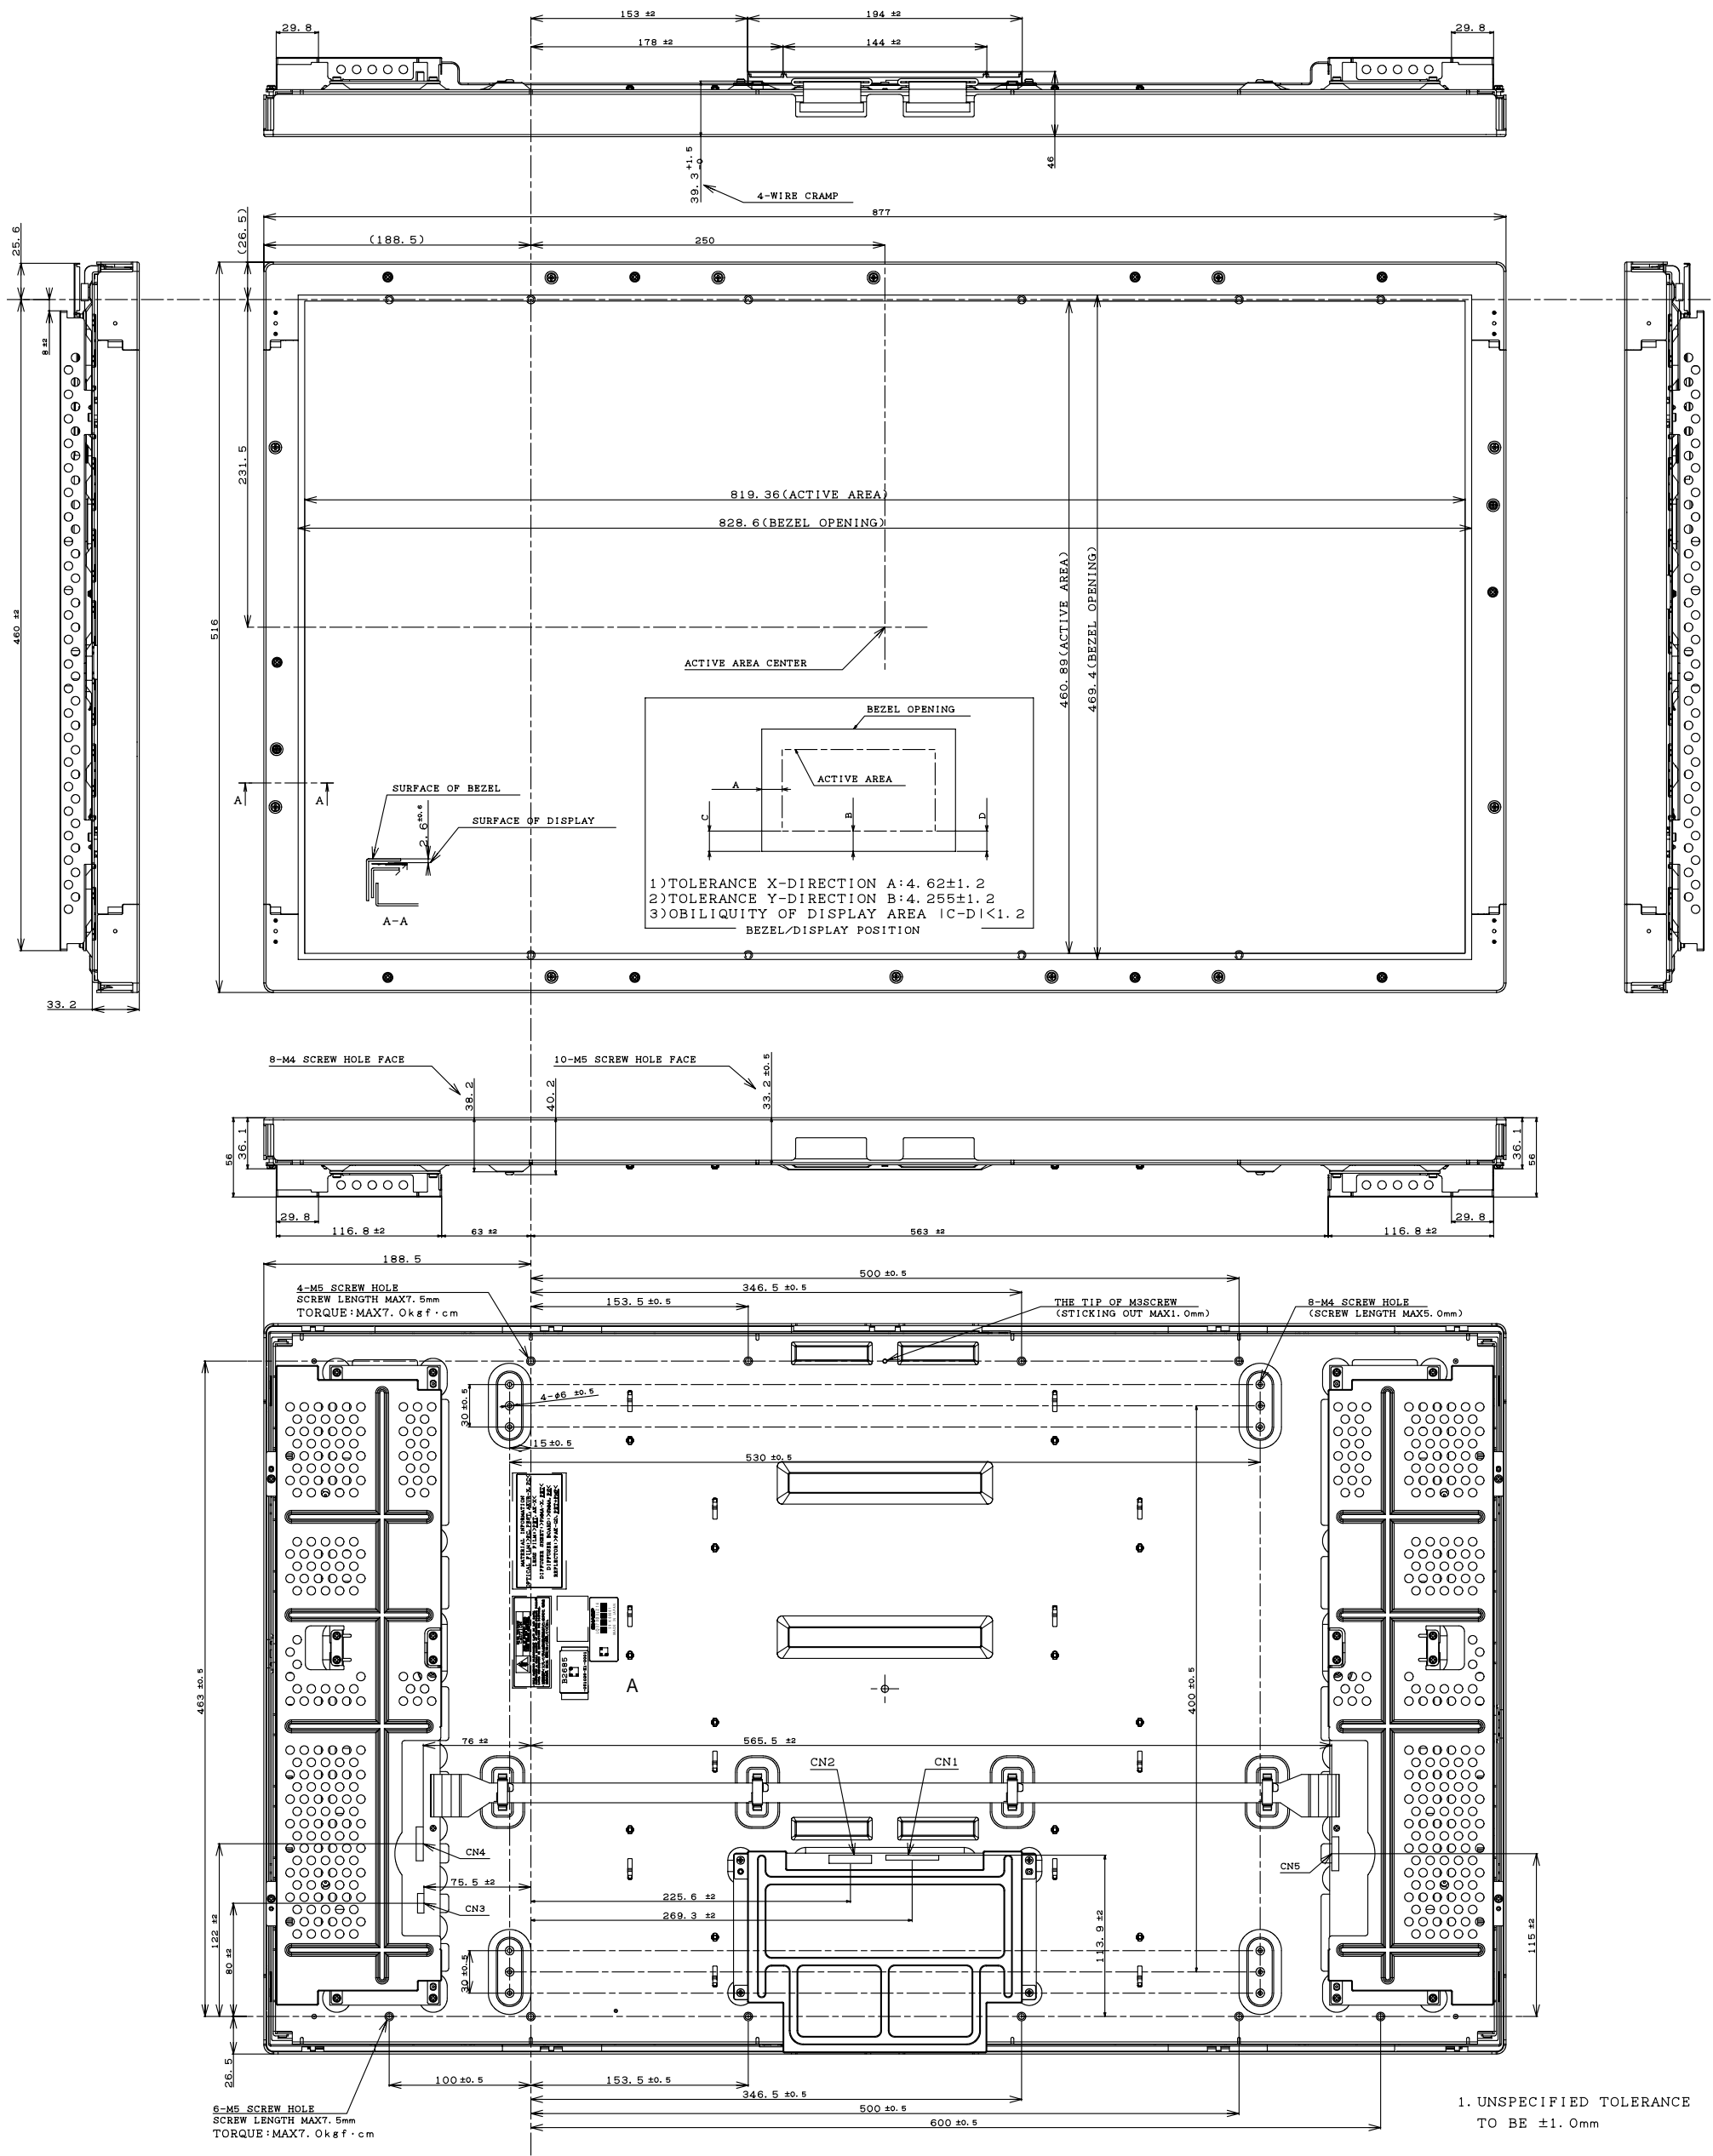 153 ±2
194 ±2
29.8
178 ±2
144 ±2
29.8
39.3 +1.5 -0
46
4-WIRE CRAMP
877
25.6
(26.5)
(188.5)
250
8 ±2
231.5
460 ±2
516
819.36(ACTIVE AREA)
828.6(BEZEL OPENING)
460.89(ACTIVE AREA)
469.4(BEZEL OPENING)
ACTIVE AREA CENTER
BEZEL OPENING
ACTIVE AREA
A
C
B
D
A
A
SURFACE OF BEZEL
2.6±0.6
SURFACE OF DISPLAY
A-A
1)TOLERANCE X-DIRECTION A:4.62±1.2
2)TOLERANCE Y-DIRECTION B:4.255±1.2
3)OBILIQUITY OF DISPLAY AREA |C-D|<1.2
BEZEL/DISPLAY POSITION
33.2
8-M4 SCREW HOLE FACE
10-M5 SCREW HOLE FACE
38.2
40.2
33.2 ±0.5
56
36.1
36.1
56
29.8
29.8
116.8 ±2
63 ±2
563 ±2
116.8 ±2
188.5
500 ±0.5
4-M5 SCREW HOLE
SCREW LENGTH MAX7.5mm
TORQUE:MAX7.0kgf·cm
346.5 ±0.5
153.5 ±0.5
THE TIP OF M3SCREW
(STICKING OUT MAX1.0mm)
8-M4 SCREW HOLE
(SCREW LENGTH MAX5.0mm)
30 ±0.5
4-ø6 ±0.5
15±0.5
530 ±0.5
MATERIAL INFORMATION
B2685
A
463 ±0.5
400 ±0.5
76 ±2
565.5 ±2
CN2
CN1
CN4
CN5
75.5 ±2
CN3
225.6 ±2
269.3 ±2
122 ±2
80 ±2
30 ±0.5
113.9 ±2
115 ±2
26.5
100 ±0.5
153.5 ±0.5
346.5 ±0.5
500 ±0.5
600 ±0.5
6-M5 SCREW HOLE
SCREW LENGTH MAX7.5mm
TORQUE:MAX7.0kgf·cm
1. UNSPECIFIED TOLERANCE
TO BE ±1.0mm